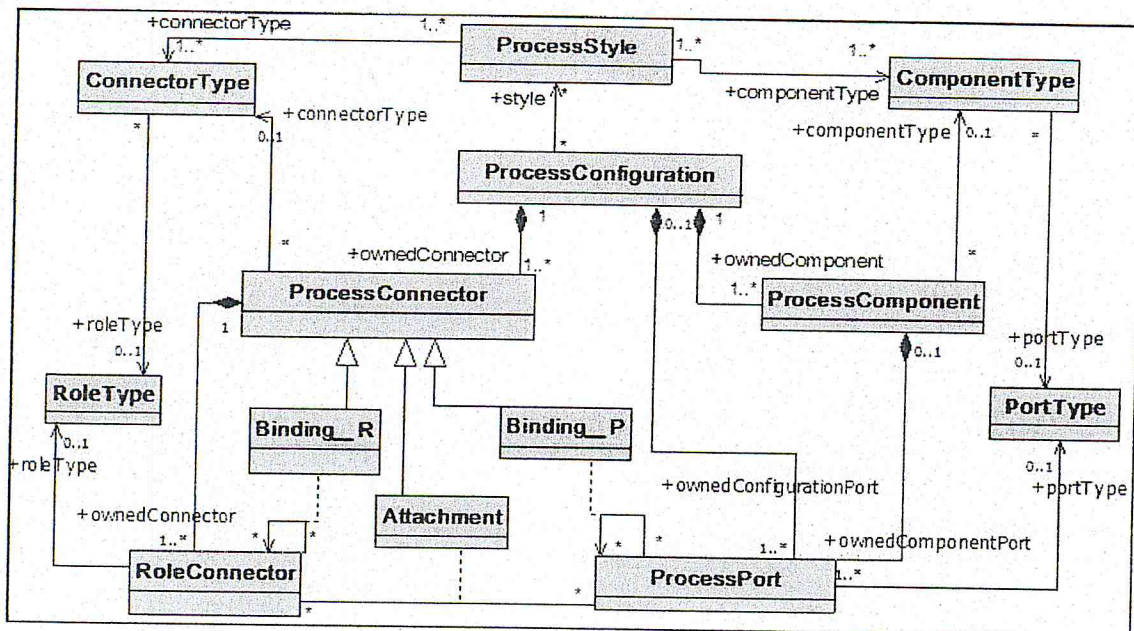 +connectorType
1..*
1..*
ProcessStyle
1..*
1..*
ConnectorType
ComponentType
+style
*
+componentType
*
0..1
+connectorType
+componentType
0..1
*
*
ProcessConfiguration
1
0..1
1
+ownedConnector
1..*
*
+ownedComponent
1..*
*
ProcessConnector
ProcessComponent
1
0..1
+roleType
0..1
+portType
0..1
RoleType
PortType
Binding__R
Binding__P
0..1
+roleType
0..1
+portType
+ownedConfigurationPort
+ownedConnector
Attachment
1..*
*
*
*
*
1..*
+ownedComponentPort
1..*
RoleConnector
ProcessPort
*
*